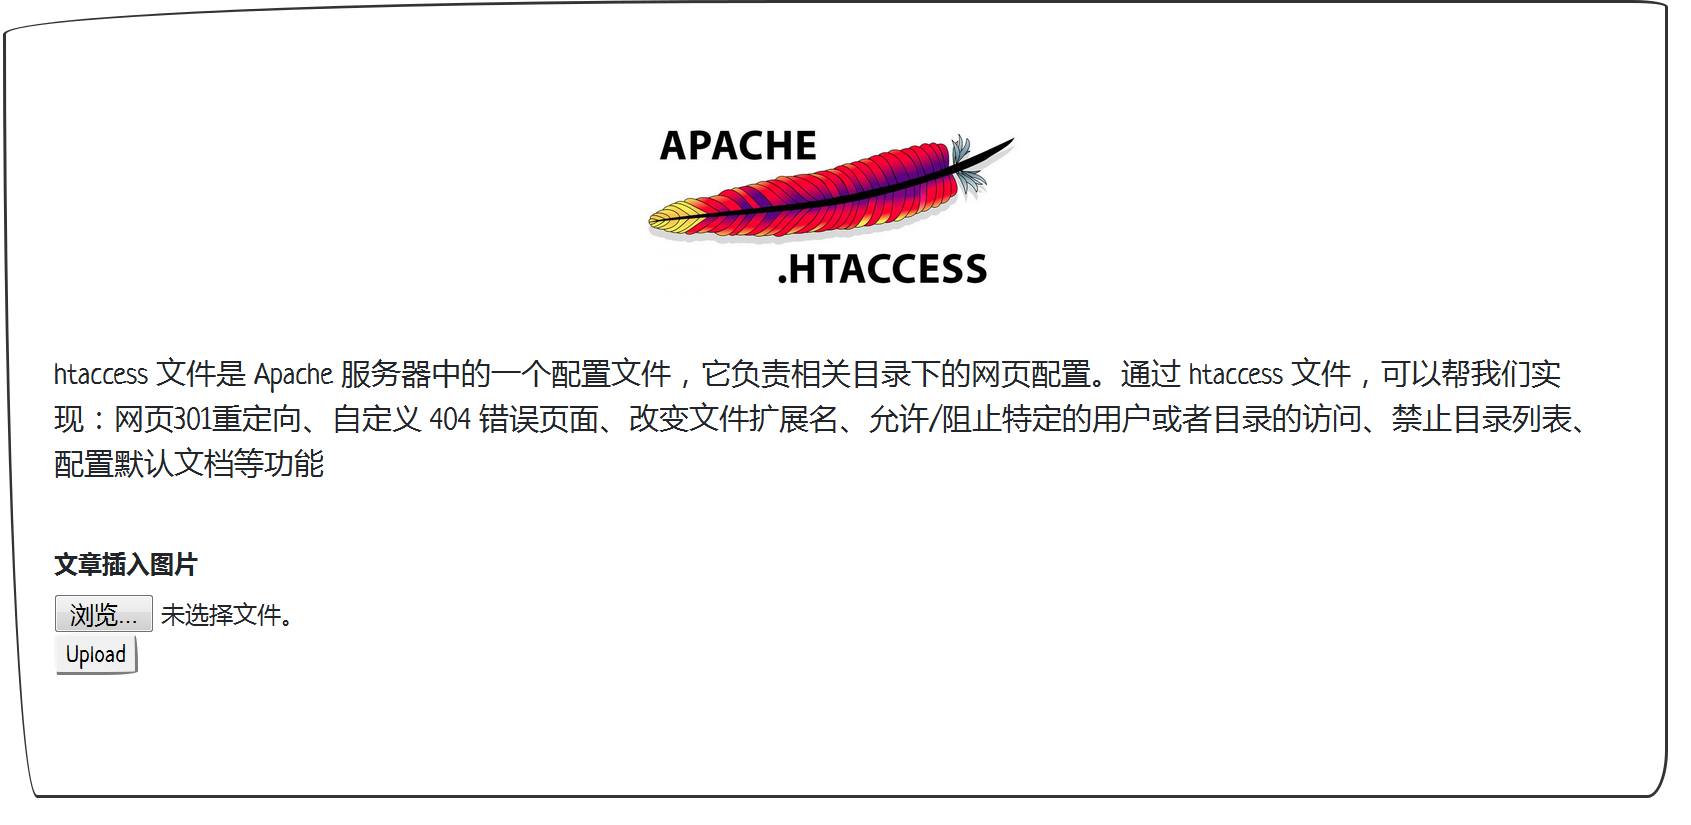 APACHE
.HTACCESS
htaccess 文件是 Apache 服务器中的一个配置文件，它负责相关目录下的网页配置。通过 htaccess 文件，可以帮我们实
现：网页301重定向、自定义 404 错误页面、改变文件扩展名、允许/阻止特定的用户或者目录的访问、禁止目录列表、
配置默认文档等功能
文章插入图片
浏览... 未选择文件。
Upload